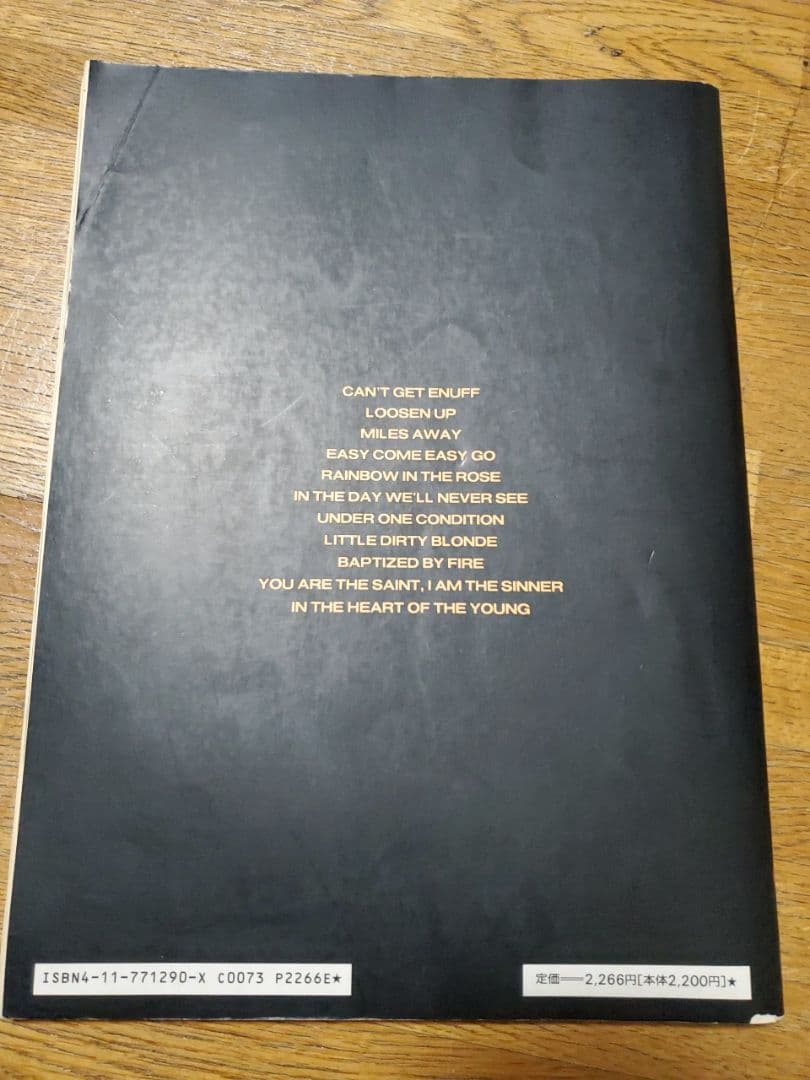 CAN'T GET ENUFF
LOOSEN UP
MILES AWAY
EASY COME EASY GO
RAINBOW IN THE ROSE
IN THE DAY WE'LL NEVER SEE
UNDER ONE CONDITION
LITTLE DIRTY BLONDE
BAPTIZED BY FIRE
YOU ARE THE SAINT, I AM THE SINNER
IN THE HEART OF THE YOUNG
ISBN4-11-771290-X C0073 P2266E★
定価──2,266円[本体2,200円]★